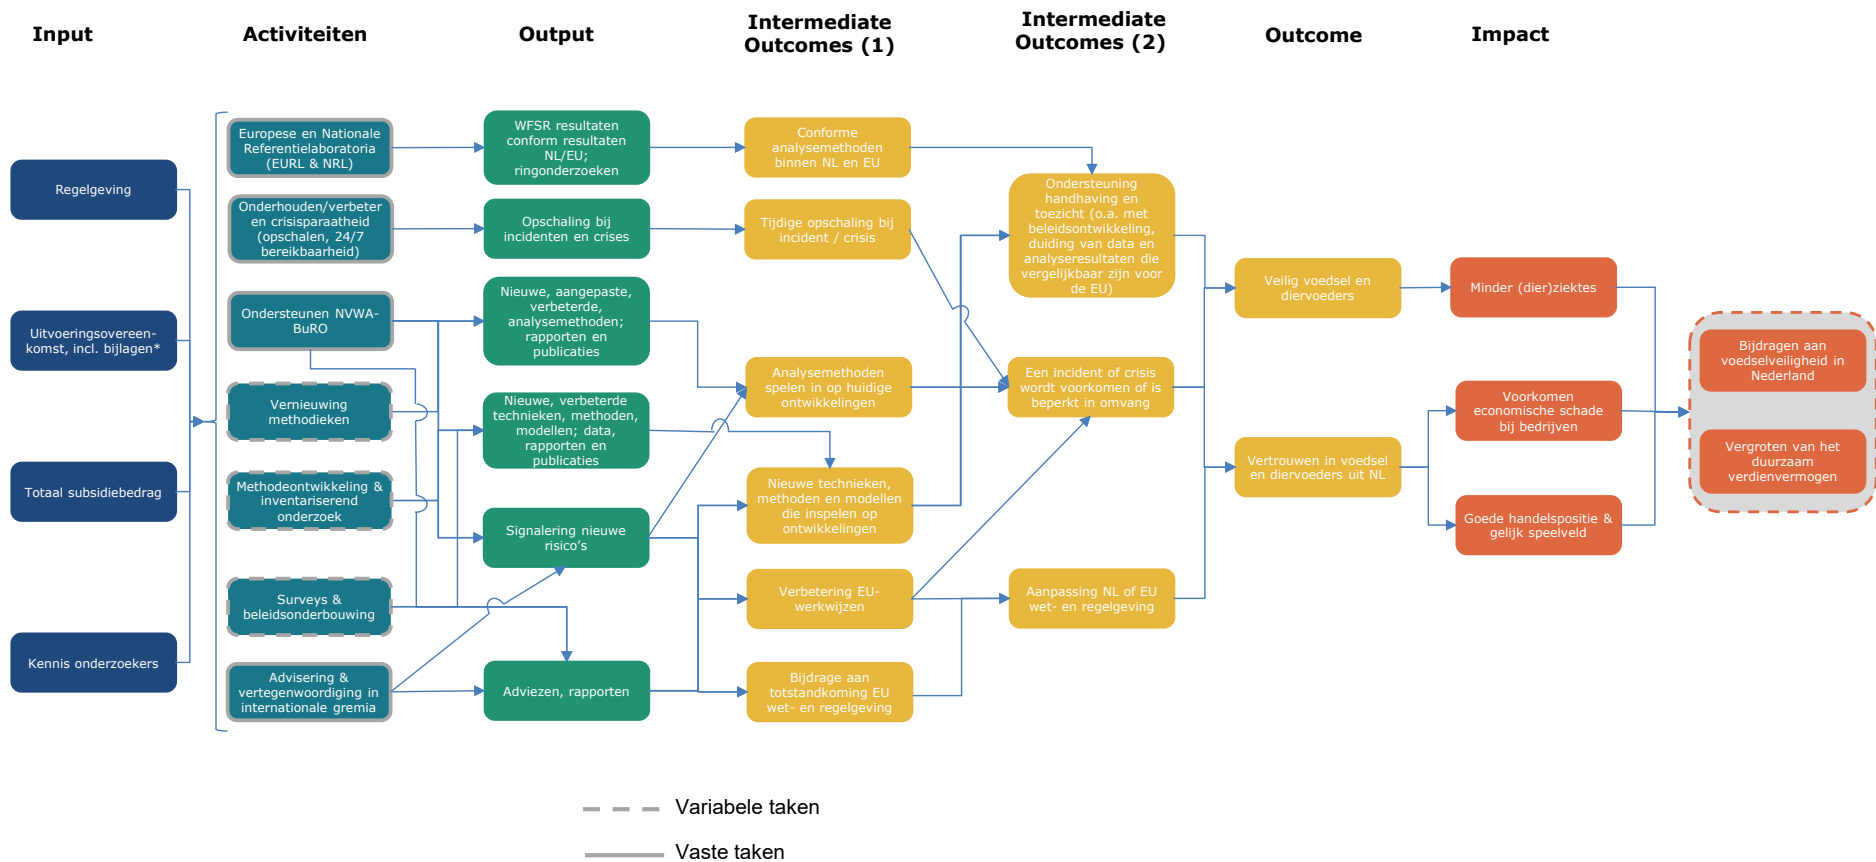 Input
Activiteiten
Output
Intermediate
Outcomes (1)
Intermediate
Outcomes (2)
Outcome
Impact
Regelgeving
Uitvoeringsovereen-
komst, incl. bijlagen*
Totaal subsidiebedrag
Kennis onderzoekers
Europese en Nationale
Referentielaboratoria
(EURL & NRL)
Onderhouden/verbeter
en crisisparaatheid
(opschalen, 24/7
bereikbaarheid)
Ondersteunen NVWA-
BuRO
Vernieuwing
methodieken
Methodeontwikkeling &
inventariserend
onderzoek
Surveys &
beleidsonderbouwing
Advisering &
vertegenwoordiging in
internationale gremia
WFSR resultaten
conform resultaten
NL/EU;
ringonderzoeken
Opschaling bij
incidenten en crises
Nieuwe, aangepaste,
verbeterde,
analysemethoden;
rapporten en
publicaties
Nieuwe, verbeterde
technieken, methoden,
modellen; data,
rapporten en
publicaties
Signalering nieuwe
risico's
Adviezen, rapporten
Conforme
analysemethoden
binnen NL en EU
Tijdige opschaling bij
incident / crisis
Analysemethoden
spelen in op huidige
ontwikkelingen
Nieuwe technieken,
methoden en modellen
die inspelen op
ontwikkelingen
Verbetering EU-
werkwijzen
Bijdrage aan
totstandkoming EU
wet- en regelgeving
Ondersteuning
handhaving en
toezicht (o.a. met
beleidsontwikkeling,
duiding van data en
analyseresultaten die
vergelijkbaar zijn voor
de EU)
Een incident of crisis
wordt voorkomen of is
beperkt in omvang
Aanpassing NL of EU
wet- en regelgeving
Veilig voedsel en
diervoeders
Vertrouwen in voedsel
en diervoeders uit NL
Minder (dier)ziektes
Voorkomen
economische schade
bij bedrijven
Goede handelspositie &
gelijk speelveld
Bijdragen aan
voedselveiligheid in
Nederland
Vergroten van het
duurzaam
verdienvermogen
Variabele taken
Vaste taken